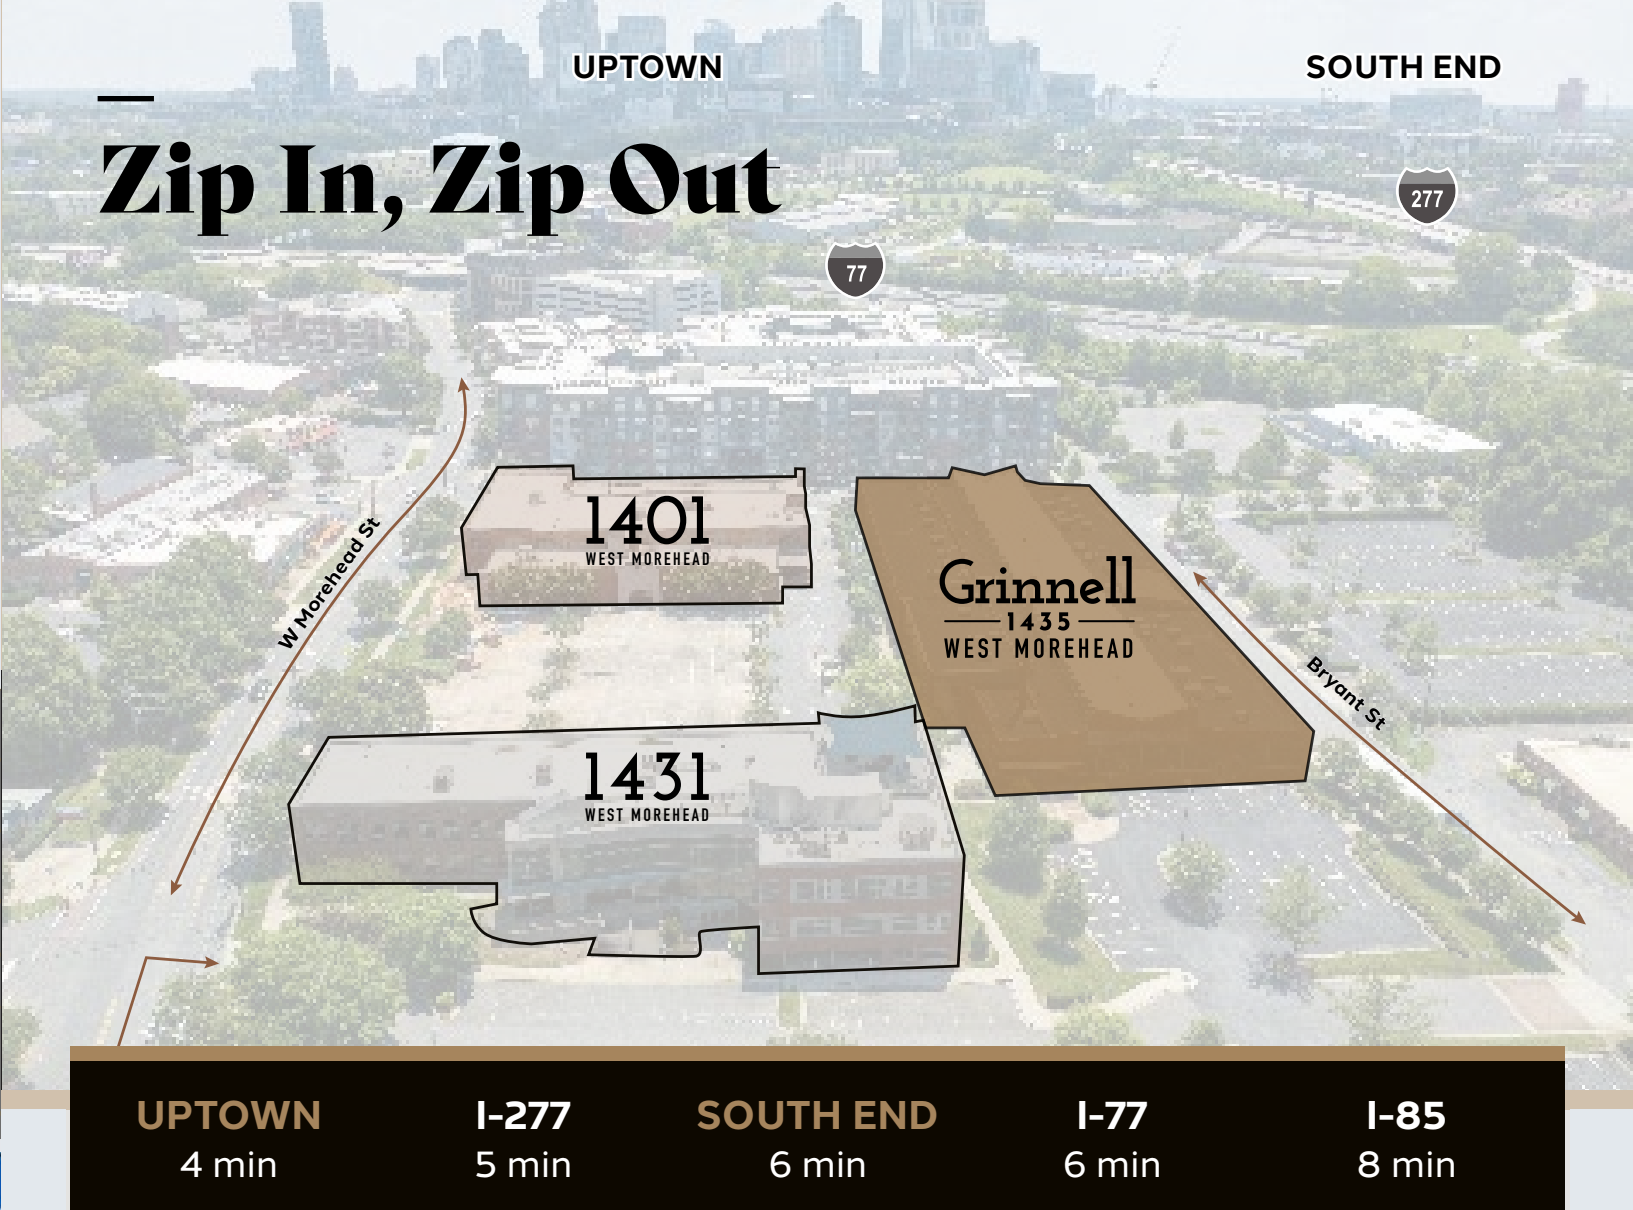 UPTOWN
SOUTH END
Zip In, Zip Out
277
77
W Morehead St
1401
WEST MOREHEAD
Grinnell
1435
WEST MOREHEAD
Bryant St
1431
WEST MOREHEAD
UPTOWN
4 min
I-277
5 min
SOUTH END
6 min
I-77
6 min
I-85
8 min